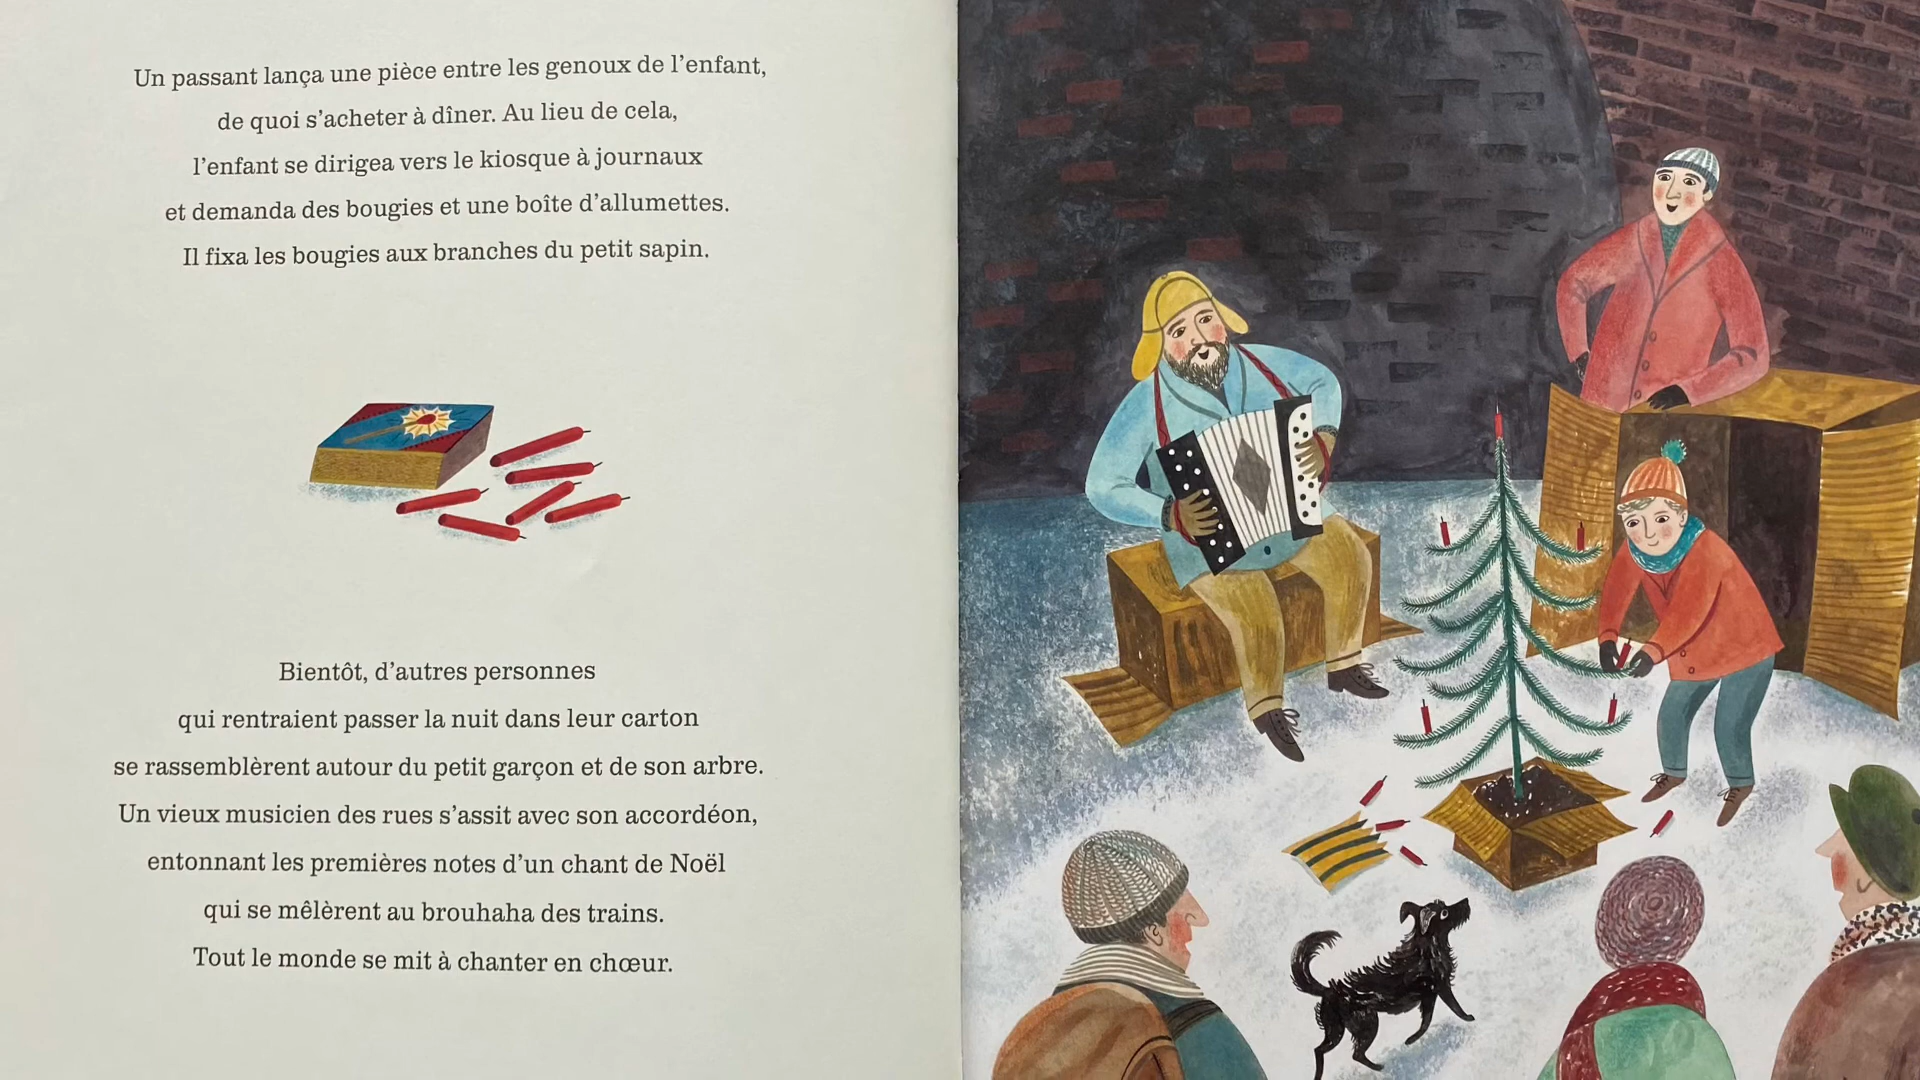 Un passant lança une pièce entre les genoux de l’enfant,
de quoi s’acheter à dîner. Au lieu de cela,
l’enfant se dirigea vers le kiosque à journaux
et demanda des bougies et une boîte d’allumettes.
Il fixa les bougies aux branches du petit sapin.
Bientôt, d’autres personnes
qui rentraient passer la nuit dans leur carton
se rassemblèrent autour du petit garçon et de son arbre.
Un vieux musicien des rues s’assit avec son accordéon,
entonnant les premières notes d’un chant de Noël
qui se mêlèrent au brouhaha des trains.
Tout le monde se mit à chanter en chœur.